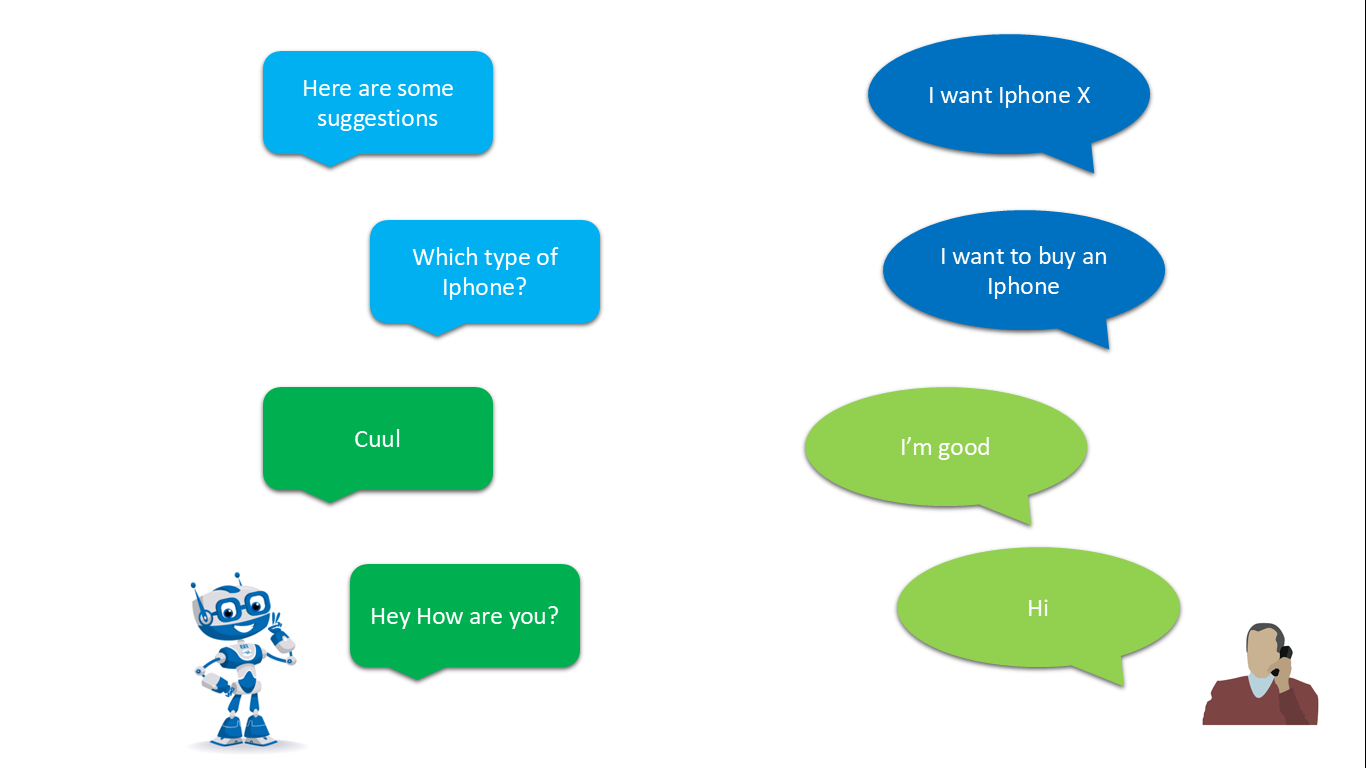 Here are some
suggestions
I want Iphone X
Which type of
Iphone?
I want to buy an
Iphone
Cuul
I’m good
Hey How are you?
Hi